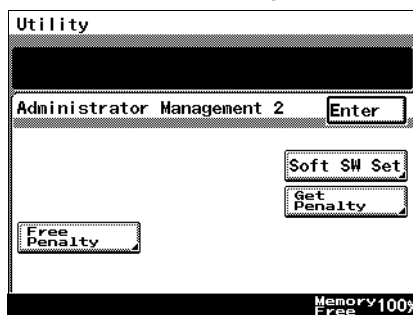 Utility
Administrator Management 2
Enter
Soft SW Set
Get
Penalty
Free
Penalty
Memory
Free 100%